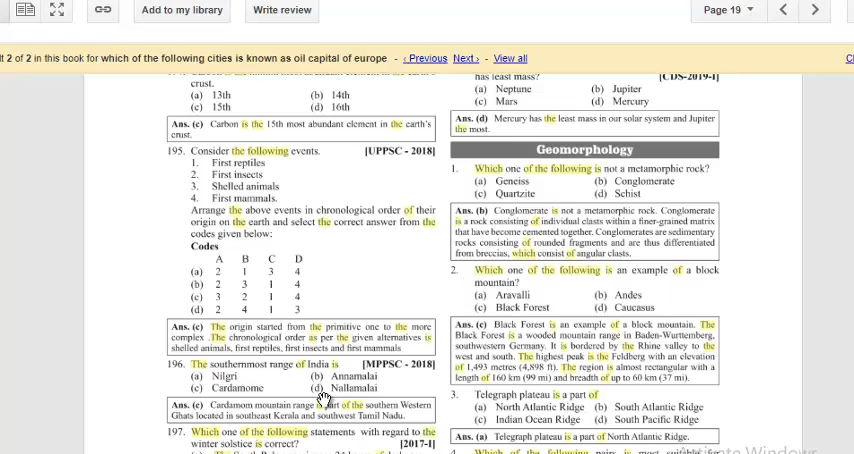 Add to my library
Write review
Page 19
lt 2 of 2 in this book for which of the following cities is known as oil capital of europe - ‹ Previous Next › - View all
crust.
(a) 13th (b) 14th
(c) 15th (d) 16th
Ans. (c) Carbon is the 15th most abundant element in the earth's
crust.
195. Consider the following events. [UPPSC - 2018]
1. First reptiles
2. First insects
3. Shelled animals
4. First mammals.
Arrange the above events in chronological order of their
origin on the earth and select the correct answer from the
codes given below:
Codes
A B C D
(a) 2 1 3 4
(b) 2 3 1 4
(c) 3 2 1 4
(d) 2 4 1 3
Ans. (c) The origin started from the primitive one to the more
complex .The chronological order as per the given alternatives is
shelled animals, first reptiles, first insects and first mammals
196. The southernmost range of India is [MPPSC - 2018]
(a) Nilgri (b) Annamalai
(c) Cardamome (d) Nallamalai
Ans. (c) Cardamom mountain range is part of the southern Western
Ghats located in southeast Kerala and southwest Tamil Nadu.
197. Which one of the following statements with regard to the
winter solstice is correct? [2017-I]
has least mass? [CDS-2019-I]
(a) Neptune (b) Jupiter
(c) Mars (d) Mercury
Ans. (d) Mercury has the least mass in our solar system and Jupiter
the most.
Geomorphology
1. Which one of the following is not a metamorphic rock?
(a) Geneiss (b) Conglomerate
(c) Quartzite (d) Schist
Ans. (b) Conglomerate is not a metamorphic rock. Conglomerate
is a rock consisting of individual clasts within a finer-grained matrix
that have become cemented together. Conglomerates are sedimentary
rocks consisting of rounded fragments and are thus differentiated
from breccias, which consist of angular clasts.
2. Which one of the following is an example of a block
mountain?
(a) Aravalli (b) Andes
(c) Black Forest (d) Caucasus
Ans. (c) Black Forest is an example of a block mountain. The
Black Forest is a wooded mountain range in Baden-Wurttemberg,
southwestern Germany. It is bordered by the Rhine valley to the
west and south. The highest peak is the Feldberg with an elevation
of 1,493 metres (4,898 ft). The region is almost rectangular with a
length of 160 km (99 mi) and breadth of up to 60 km (37 mi).
3. Telegraph plateau is a part of
(a) North Atlantic Ridge (b) South Atlantic Ridge
(c) Indian Ocean Ridge (d) South Pacific Ridge
Ans. (a) Telegraph plateau is a part of North Atlantic Ridge.
4. Which of the following pairs is most suitable for